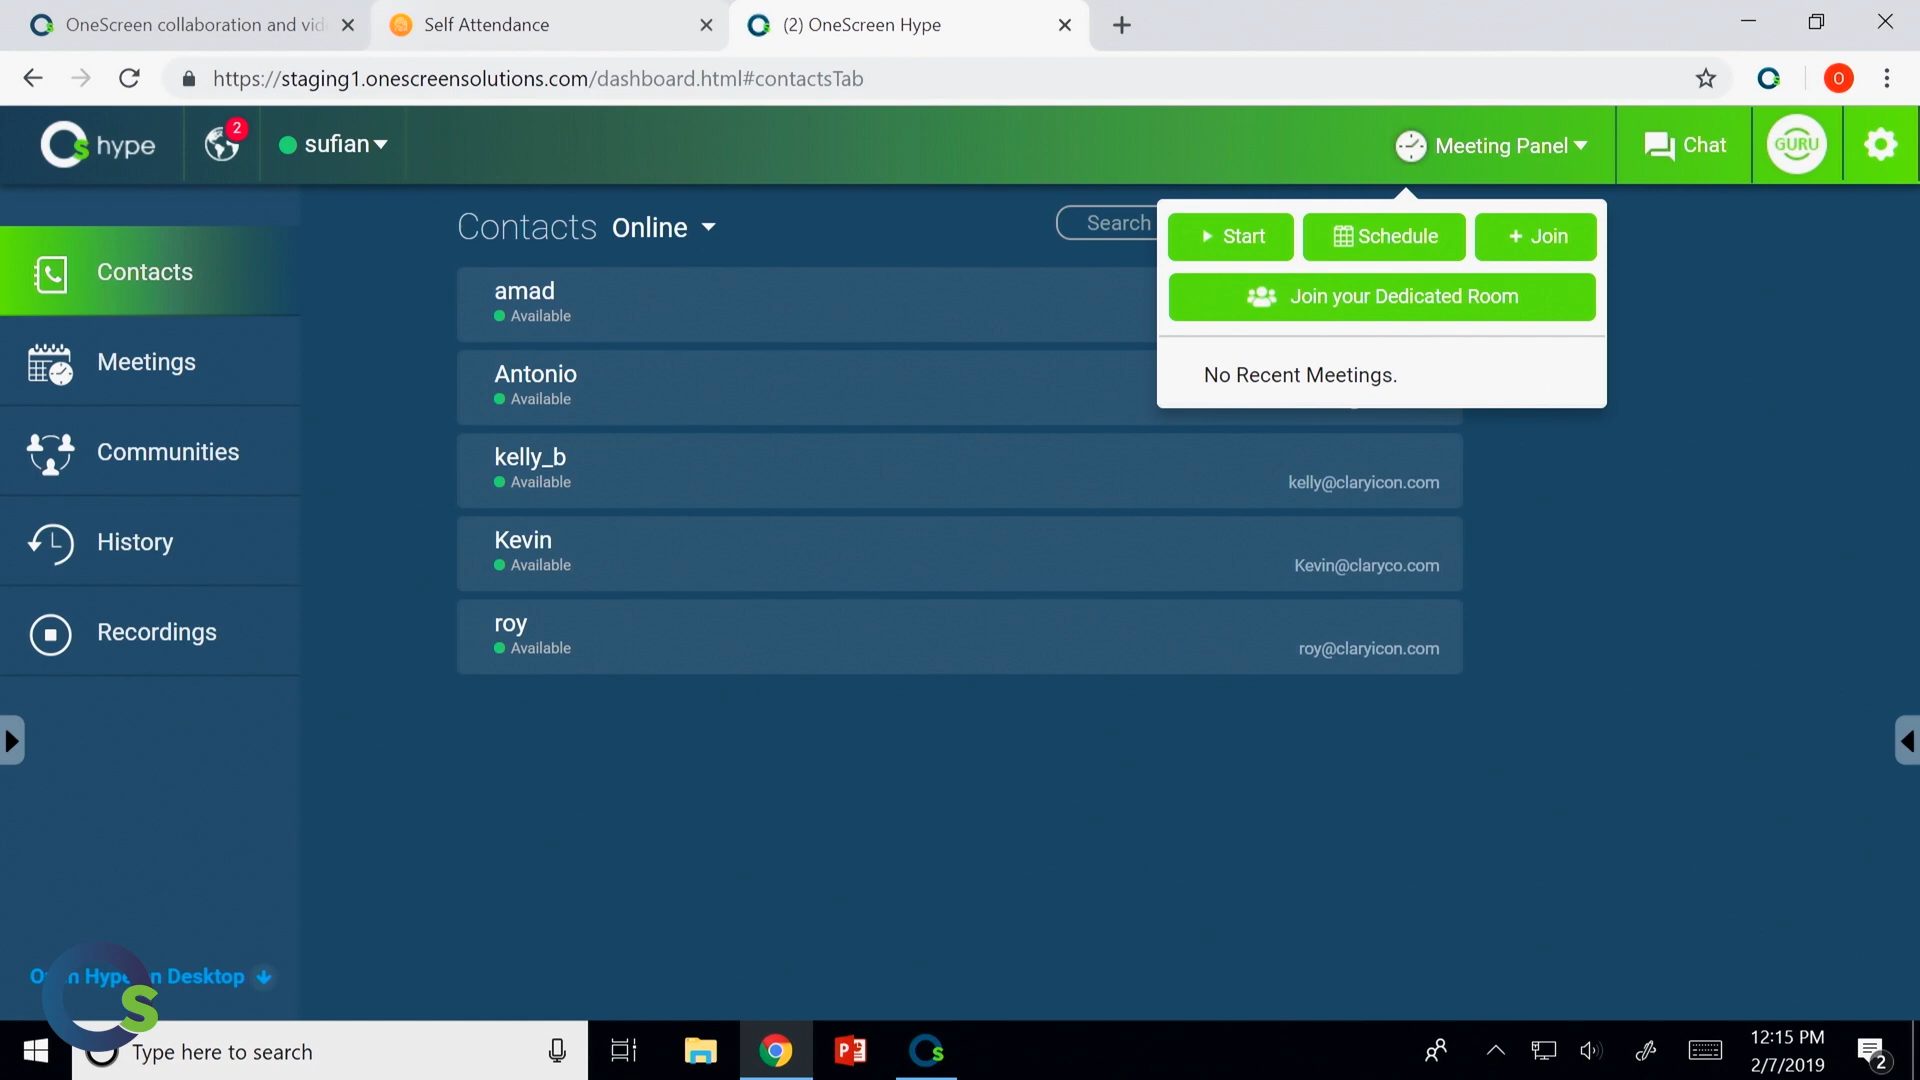 OneScreen collaboration and vid
Self Attendance
(2) OneScreen Hype
https://staging1.onescreensolutions.com/dashboard.html#contactsTab
O
hype
2
sufian
Meeting Panel
Chat
GURU
Contacts Online
Search
Start
Schedule
+ Join
Join your Dedicated Room
No Recent Meetings.
Contacts
Meetings
Communities
History
Recordings
amad
Available
Antonio
Available
kelly_b
Available
kelly@claryicon.com
Kevin
Available
Kevin@claryco.com
roy
Available
roy@claryicon.com
Desktop
Type here to search
12:15 PM
2/7/2019
2